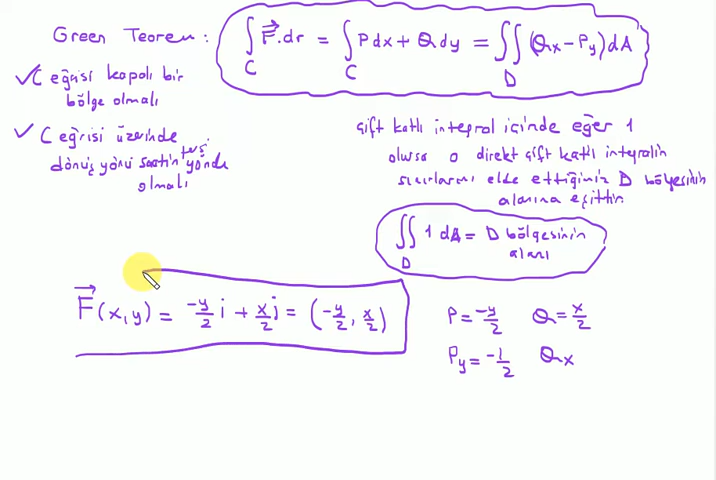 Green Teorem : ∫_C F⃗.dr = ∫_C Pdx + Qdy = ∬_D (Qx - Py) dA
✓ C eğrisi kapalı bir
bölge olmalı
✓ C eğrisi üzerinde
dönüş yönü saatin ters yönde
olmalı
çift katlı integral içinde eğer 1
olursa o direkt çift katlı integralin
sınırlarını elde ettiğimiz D bölgesinin
alanına eşittir.
∬_D 1 dA = D bölgesinin
alanı
F⃗(x,y) = -y/2 i + x/2 j = (-y/2, x/2)
P = -y/2 Q = x/2
Py = -1/2 Qx